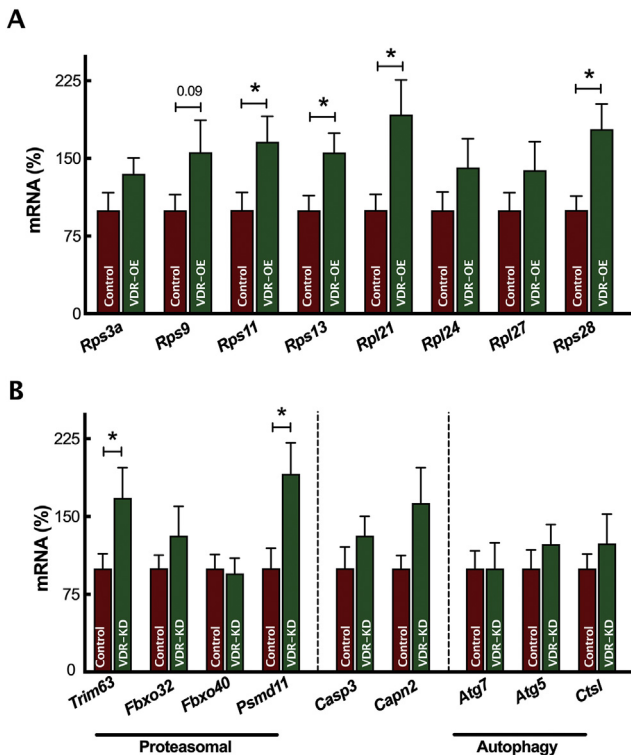 A
mRNA (%)
225
150
75
0
0.09
*
*
*
*
Control VDR-OE Control VDR-OE Control VDR-OE Control VDR-OE Control VDR-OE Control VDR-OE Control VDR-OE Control VDR-OE
Rps3a Rps9 Rps11 Rps13 Rpl21 Rpl24 Rpl27 Rps28
B
mRNA (%)
225
150
75
0
*
*
Control VDR-KD Control VDR-KD Control VDR-KD Control VDR-KD Control VDR-KD Control VDR-KD Control VDR-KD Control VDR-KD Control VDR-KD
Trim63 Fbxo32 Fbxo40 Psmd11 Casp3 Capn2 Atg7 Atg5 Ctsl
Proteasomal Autophagy